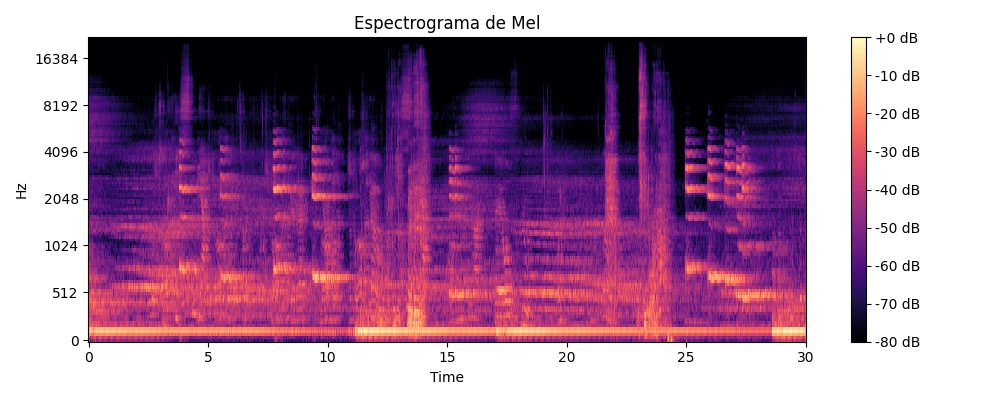 Espectrograma de Mel
Hz
16384
8192
4096
2048
1024
512
0
0 5 10 15 20 25 30
Time
+0 dB
-10 dB
-20 dB
-30 dB
-40 dB
-50 dB
-60 dB
-70 dB
-80 dB